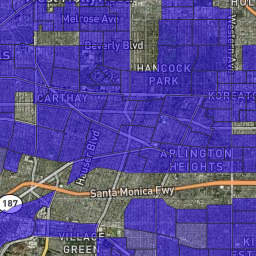 Melrose Ave
Beverly Blvd
HANCOCK
PARK
Western Ave
CARTHAY
KOREATO
Hauser Blvd
ARLINGTON
HEIGHTS
Santa Monica Fwy
187
VILLAGE
GREEN